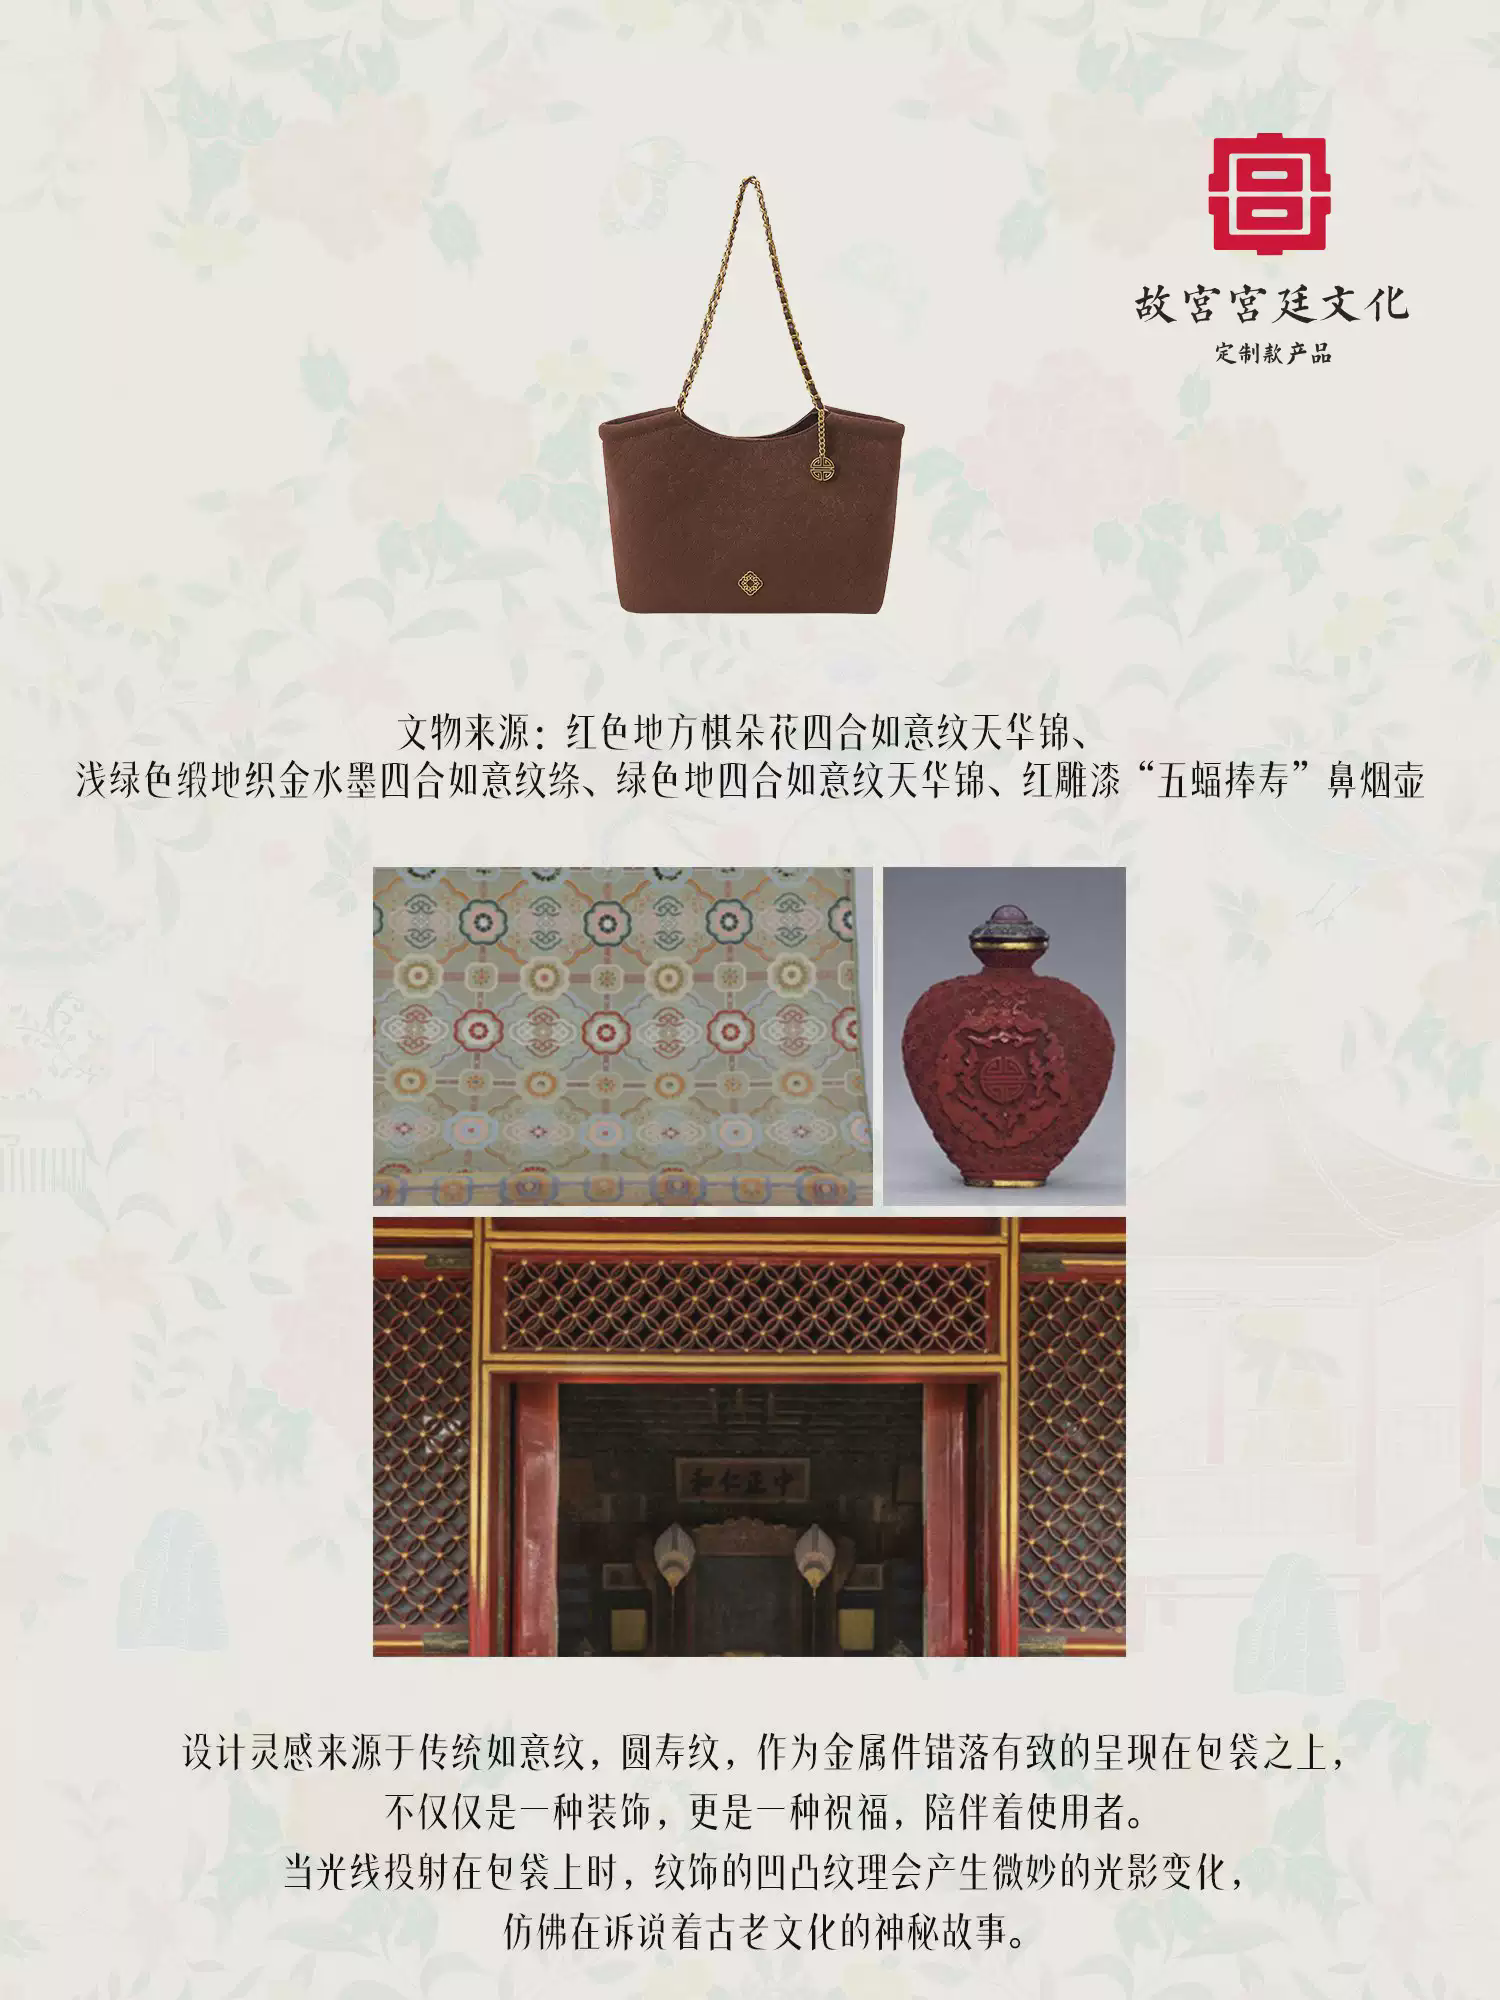 故宫宫廷文化
定制款产品
文物来源：红色地方棋朵花四合如意纹天华锦、
浅绿色缎地织金水墨四合如意纹绦、绿色地四合如意纹天华锦、红雕漆“五蝠捧寿”鼻烟壶
中正仁和
设计灵感来源于传统如意纹，圆寿纹，作为金属件错落有致的呈现在包袋之上，
不仅仅是一种装饰，更是一种祝福，陪伴着使用者。
当光线投射在包袋上时，纹饰的凹凸纹理会产生微妙的光影变化，
仿佛在诉说着古老文化的神秘故事。